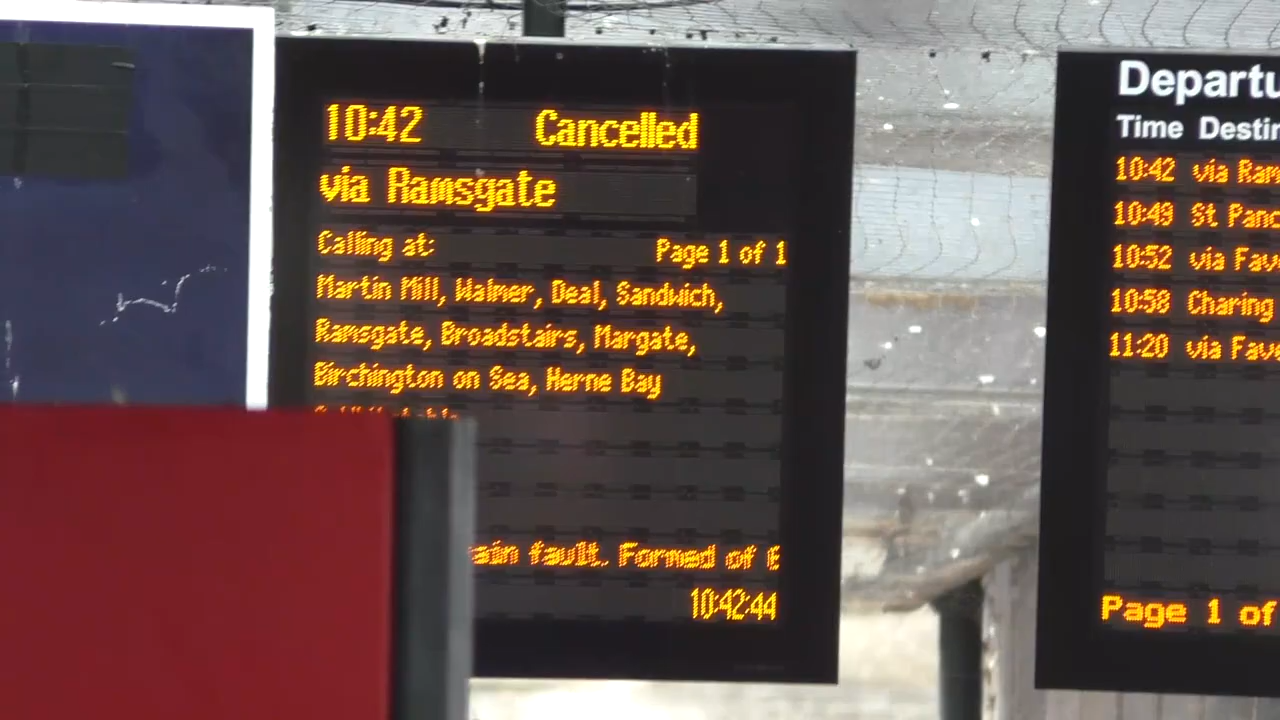 10:42 Cancelled
via Ramsgate
Calling at: Page 1 of 1
Martin Mill, Walmer, Deal, Sandwich,
Ramsgate, Broadstairs, Margate,
Birchington on Sea, Herne Bay
ain fault. Formed of
10:42:44
Departu
Time Destin
10:42 via Ram
10:49 St Panc
10:52 via Fave
10:58 Charing
11:20 via Fave
Page 1 of